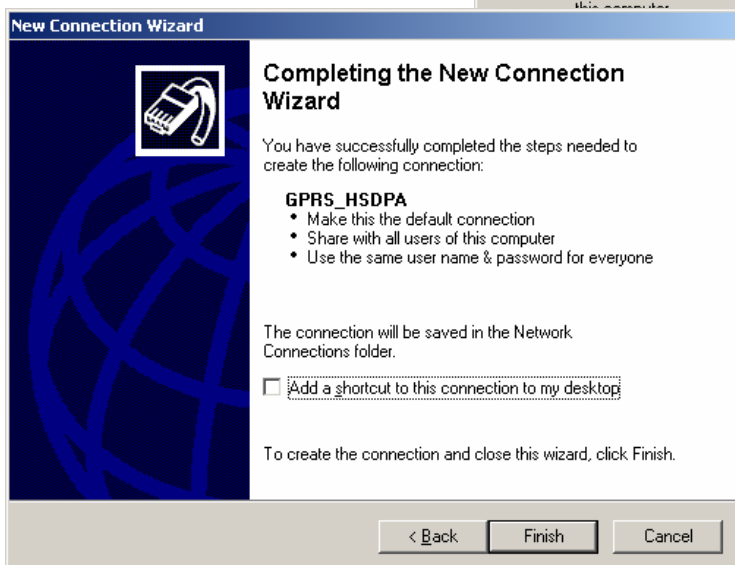 this computer
New Connection Wizard
Completing the New Connection
Wizard
You have successfully completed the steps needed to
create the following connection:
GPRS_HSDPA
• Make this the default connection
• Share with all users of this computer
• Use the same user name & password for everyone
The connection will be saved in the Network
Connections folder.
Add a shortcut to this connection to my desktop
To create the connection and close this wizard, click Finish.
< Back
Finish
Cancel